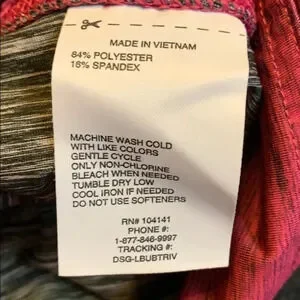 MADE IN VIETNAM
84% POLYESTER
16% SPANDEX
MACHINE WASH COLD
WITH LIKE COLORS
GENTLE CYCLE
ONLY NON-CHLORINE
BLEACH WHEN NEEDED
TUMBLE DRY LOW
COOL IRON IF NEEDED
DO NOT USE SOFTENERS
RN# 104141
PHONE #:
1-877-846-9997
TRACKING #:
DSG-LBUBTRIV